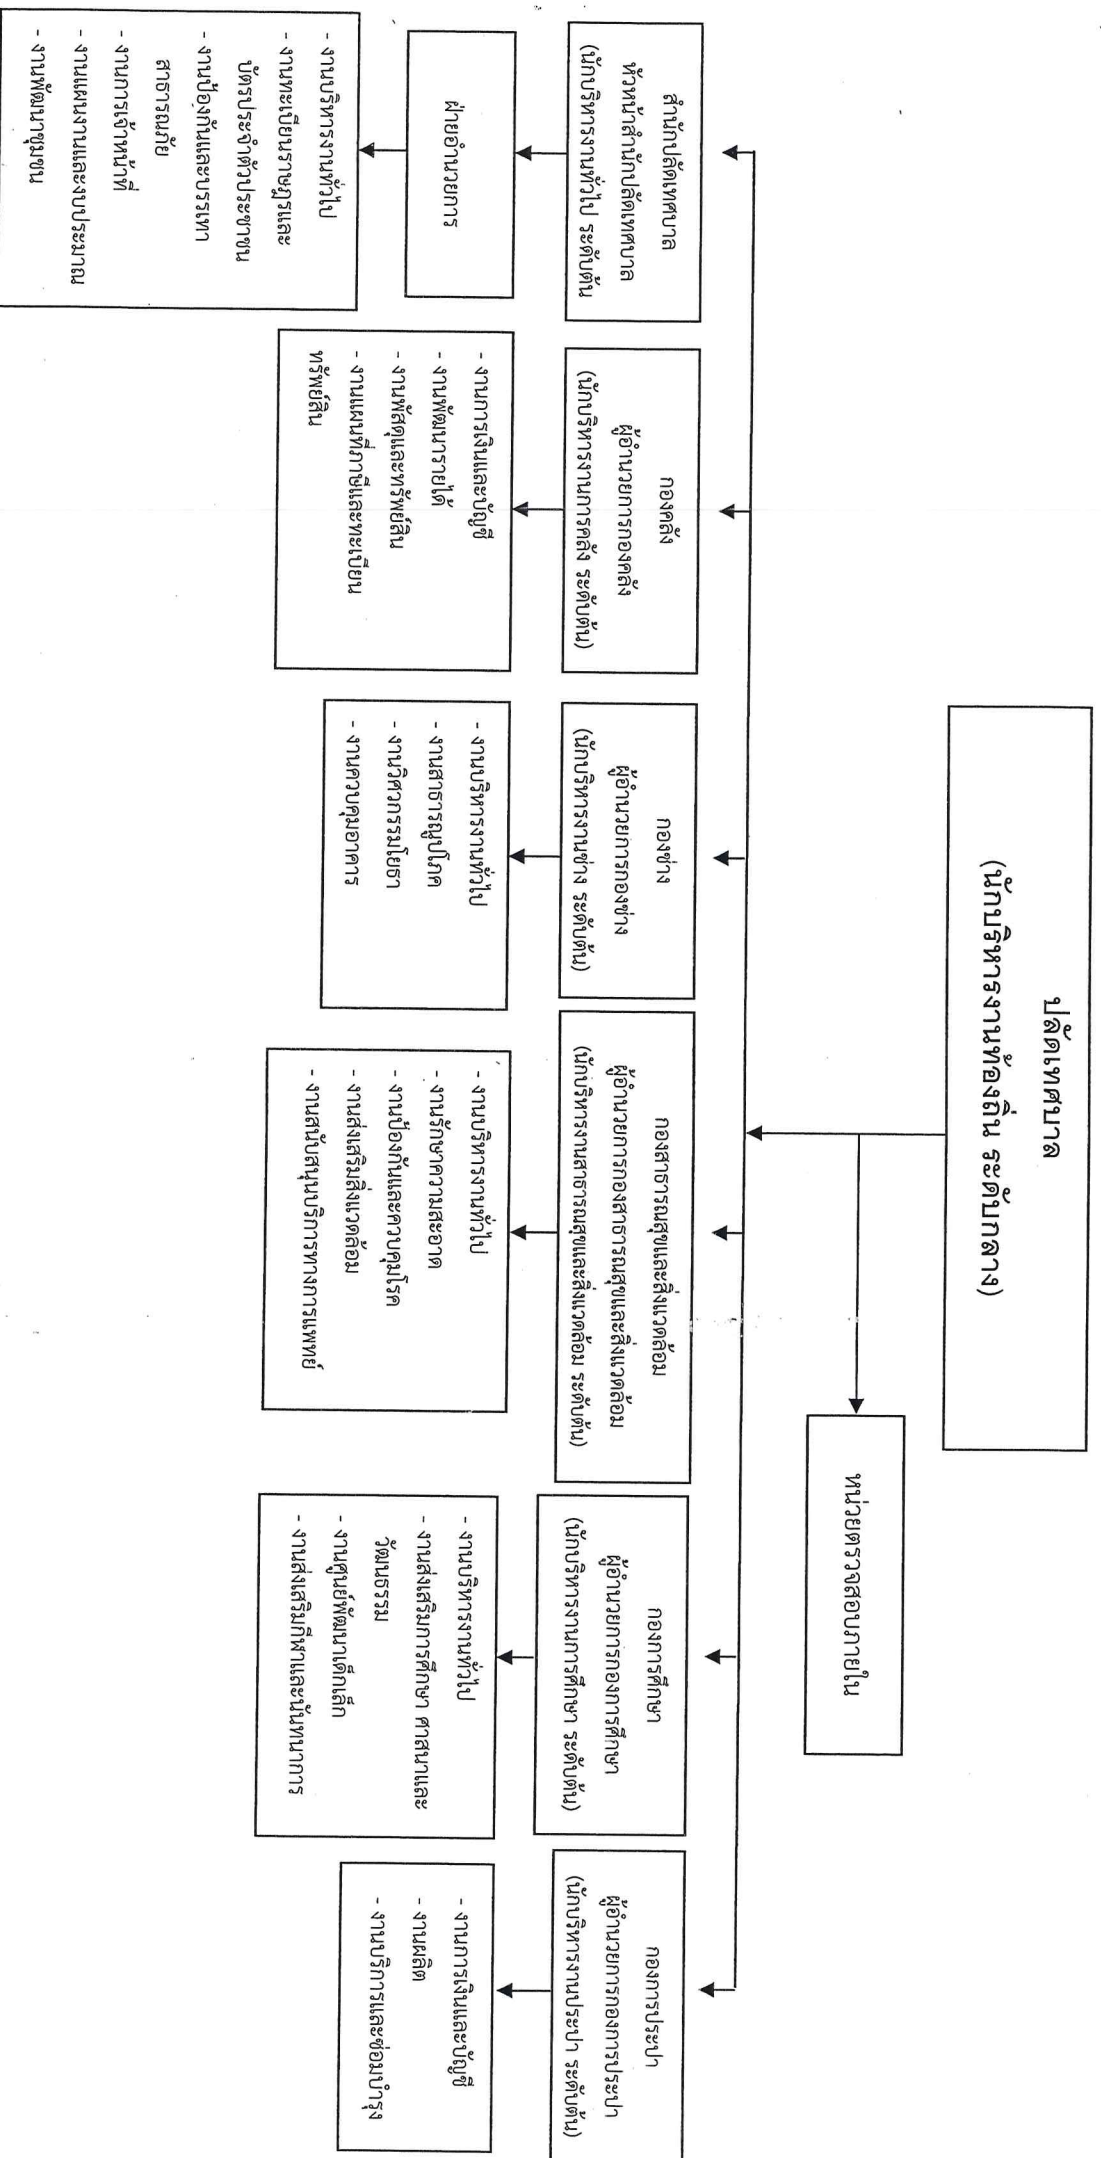 ปลัดเทศบาล
(นักบริหารงานท้องถิ่น ระดับกลาง)
หน่วยตรวจสอบภายใน
สำนักปลัดเทศบาล
หัวหน้าสำนักปลัดเทศบาล
(นักบริหารงานทั่วไป ระดับต้น
ฝ่ายอำนวยการ
- งานบริหารงานทั่วไป
- งานทะเบียนราษฎรและ
บัตรประจำตัวประชาชน
- งานป้องกันและบรรเทา
สาธารณภัย
- งานการเจ้าหน้าที่
- งานแผนงานและงบประมาณ
- งานพัฒนาชุมชน
กองคลัง
ผู้อำนวยการกองคลัง
(นักบริหารงานการคลัง ระดับต้น)
- งานการเงินและบัญชี
- งานพัฒนารายได้
- งานพัสดุและทรัพย์สิน
- งานแผนที่ภาษีและทะเบียน
ทรัพย์สิน
กองช่าง
ผู้อำนวยการกองช่าง
(นักบริหารงานช่าง ระดับต้น)
- งานบริหารงานทั่วไป
- งานสาธารณูปโภค
- งานวิศวกรรมโยธา
- งานควบคุมอาคาร
กองสาธารณสุขและสิ่งแวดล้อม
ผู้อำนวยการกองสาธารณสุขและสิ่งแวดล้อม
(นักบริหารงานสาธารณสุขและสิ่งแวดล้อม ระดับต้น)
- งานบริหารงานทั่วไป
- งานรักษาความสะอาด
- งานป้องกันและควบคุมโรค
- งานส่งเสริมสิ่งแวดล้อม
- งานสนับสนุนบริการทางการแพทย์
กองการศึกษา
ผู้อำนวยการกองการศึกษา
(นักบริหารงานการศึกษา ระดับต้น)
- งานบริหารงานทั่วไป
- งานส่งเสริมการศึกษา ศาสนาและ
วัฒนธรรม
- งานศูนย์พัฒนาเด็กเล็ก
- งานส่งเสริมกีฬาและนันทนาการ
กองการประปา
ผู้อำนวยการกองการประปา
(นักบริหารงานประปา ระดับต้น)
- งานการเงินและบัญชี
- งานผลิต
- งานบริการและซ่อมบำรุง